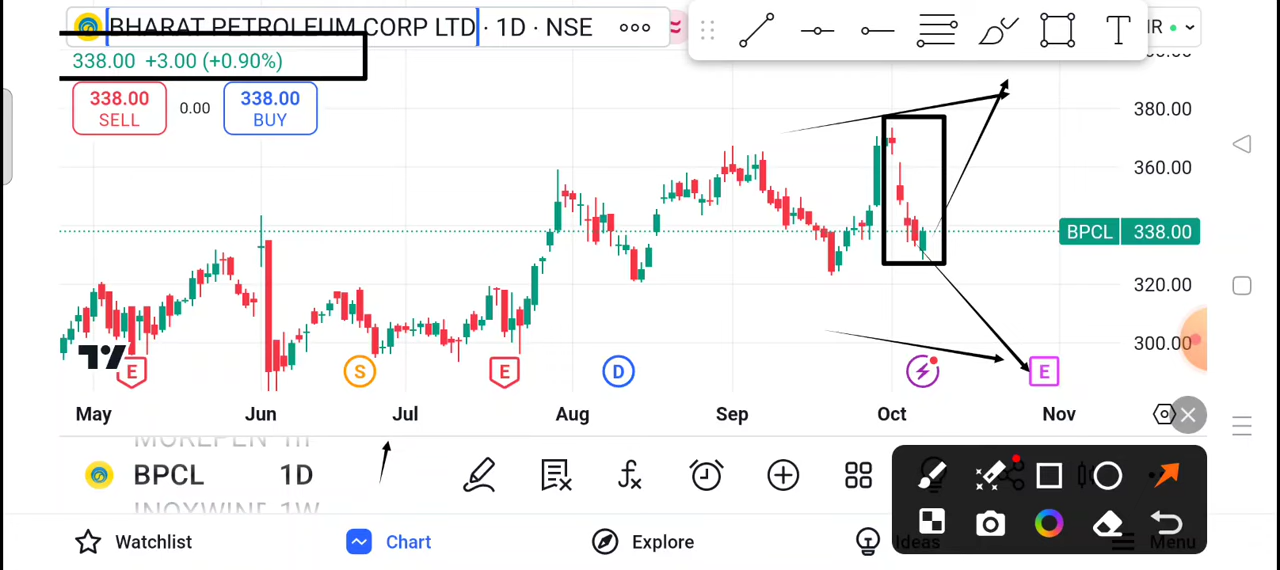 BHARAT PETROLEUM CORP LTD · 1D · NSE
338.00 +3.00 (+0.90%)
338.00 SELL
0.00
338.00 BUY
T
380.00
360.00
BPCL 338.00
320.00
300.00
E S E D E
May Jun Jul Aug Sep Oct Nov
BPCL 1D
Watchlist
Chart
Explore
Ideas
Menu